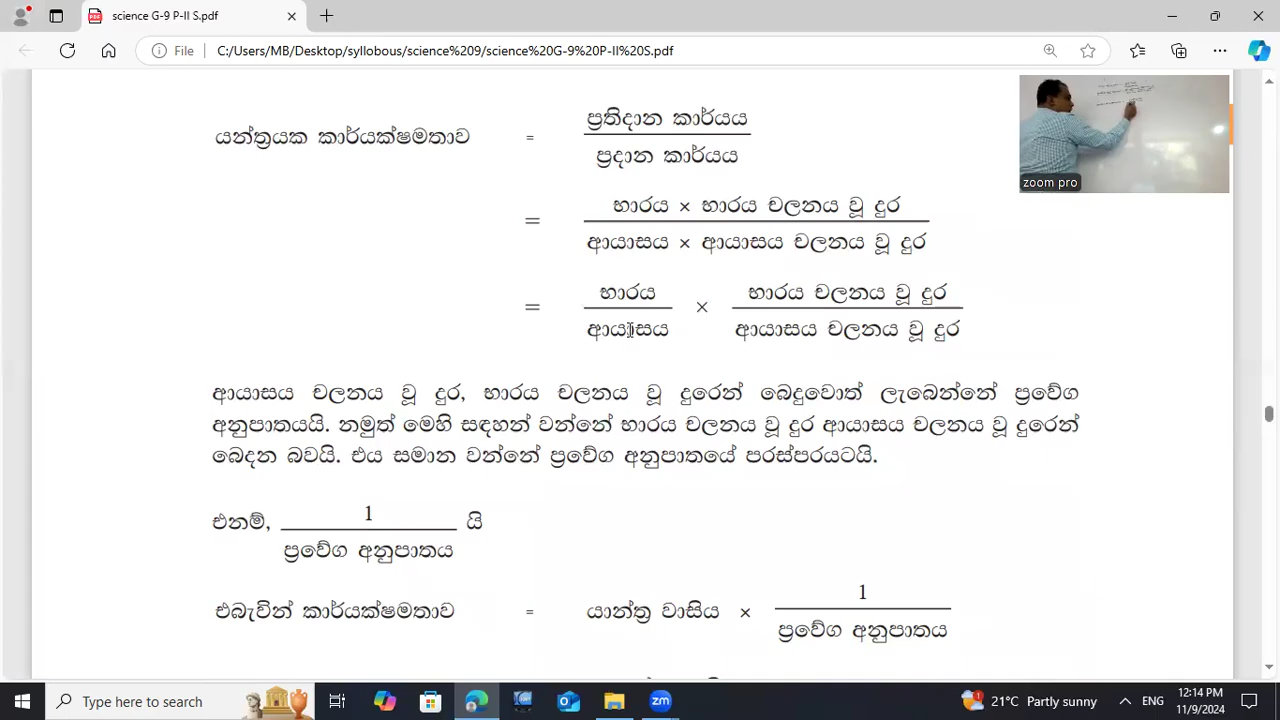 science G-9 P-II S.pdf
File
C:/Users/MB/Desktop/syllobous/science%209/science%20G-9%20P-II%20S.pdf
යන්ත්‍රයක කාර්යක්ෂමතාව = ප්‍රතිදාන කාර්යය
ප්‍රදාන කාර්යය
= භාරය × භාරය චලනය වූ දුර
ආයාසය × ආයාසය චලනය වූ දුර
= භාරය × භාරය චලනය වූ දුර
ආයාසය ආයාසය චලනය වූ දුර
ආයාසය චලනය වූ දුර, භාරය චලනය වූ දුරෙන් බෙදුවොත් ලැබෙන්නේ ප්‍රවේග
අනුපාතයයි. නමුත් මෙහි සඳහන් වන්නේ භාරය චලනය වූ දුර ආයාසය චලනය වූ දුරෙන්
බෙදන බවයි. එය සමාන වන්නේ ප්‍රවේග අනුපාතයේ පරස්පරයටයි.
එනම්, 1 යි
ප්‍රවේග අනුපාතය
එබැවින් කාර්යක්ෂමතාව = යාන්ත්‍ර වාසිය × 1
ප්‍රවේග අනුපාතය
zoom pro
Type here to search
21°C Partly sunny
ENG
12:14 PM
11/9/2024